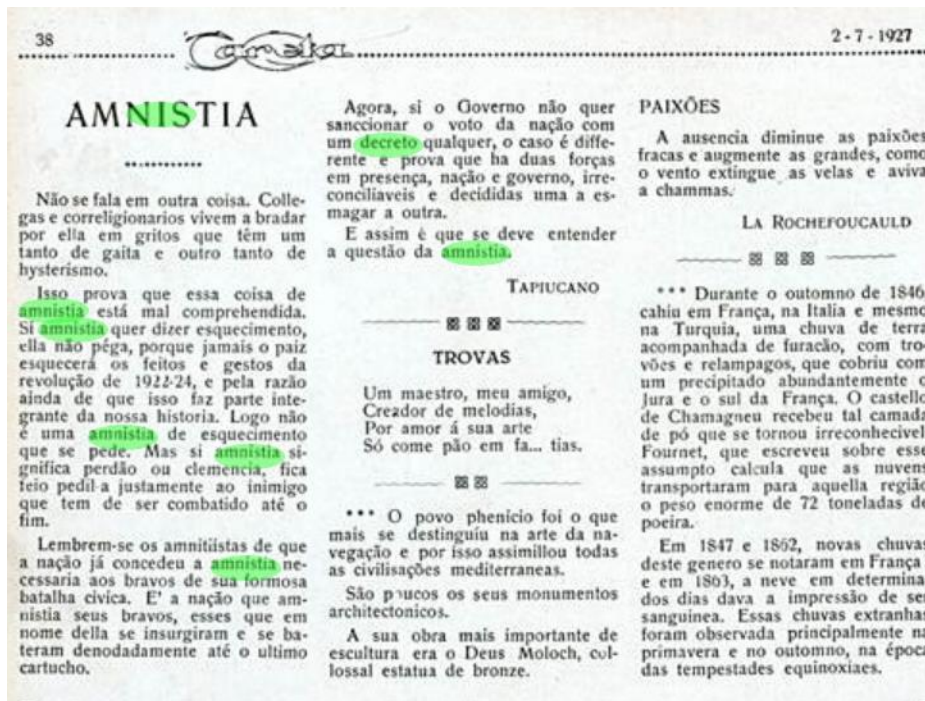 38
Careta
2-7-1927
AMNISTIA
Não se fala em outra coisa. Colle-
gas e correligionarios vivem a bradar
por ella em gritos que têm um
tanto de gaita e outro tanto de
hysterismo.
Isso prova que essa coisa de
amnistia está mal comprehendida.
Si amnistia quer dizer esquecimento,
ella não péga, porque jamais o paiz
esquecerá os feitos e gestos da
revolução de 1922-24, e pela razão
ainda de que isso faz parte inte-
grante da nossa historia. Logo não
é uma amnistia de esquecimento
que se pede. Mas si amnistia si-
gnifica perdão ou clemencia, fica
feio pedil-a justamente ao inimigo
que tem de ser combatido até o
fim.
Lembrem-se os amnitiistas de que
a nação já concedeu a amnistia ne-
cessaria aos bravos de sua formosa
batalha civica. E' a nação que am-
nistia seus bravos, esses que em
nome della se insurgiram e se ba-
teram denodadamente até o ultimo
cartucho.
Agora, si o Governo não quer
sanccionar o voto da nação com
um decreto qualquer, o caso é diffe-
rente e prova que ha duas forças
em presença, nação e governo, irre-
conciliaveis e decididas uma a es-
magar a outra.
E assim é que se deve entender
a questão da amnistia.
TAPIUCANO
TROVAS
Um maestro, meu amigo,
Creador de melodias,
Por amor á sua arte
Só come pão em fa... tias.
*** O povo phenicio foi o que
mais se destinguiu na arte da na-
vegação e por isso assimillou todas
as civilisações mediterraneas.
São poucos os seus monumentos
architectonicos.
A sua obra mais importante de
escultura era o Deus Moloch, col-
lossal estatua de bronze.
PAIXÕES
A ausencia diminue as paixões
fracas e augmente as grandes, como
o vento extingue as velas e aviva
a chammas.
LA ROCHEFOUCAULD
*** Durante o outomno de 1846,
cahiu em França, na Italia e mesmo
na Turquia, uma chuva de terra
acompanhada de furacão, com tro-
vões e relampagos, que cobriu com
um precipitado abundantemente o
Jura e o sul da França. O castello
de Chamagneu recebeu tal camada
de pó que se tornou irreconhecivel.
Fournet, que escreveu sobre esse
assumpto calcula que as nuvens
transportaram para aquella região
o peso enorme de 72 toneladas de
poeira.
Em 1847 e 1862, novas chuvas
deste genero se notaram em França
e em 1863, a neve em determina-
dos dias dava a impressão de ser
sanguinea. Essas chuvas extranhas
foram observada principalmente na
primavera e no outomno, na época
das tempestades equinoxiaes.